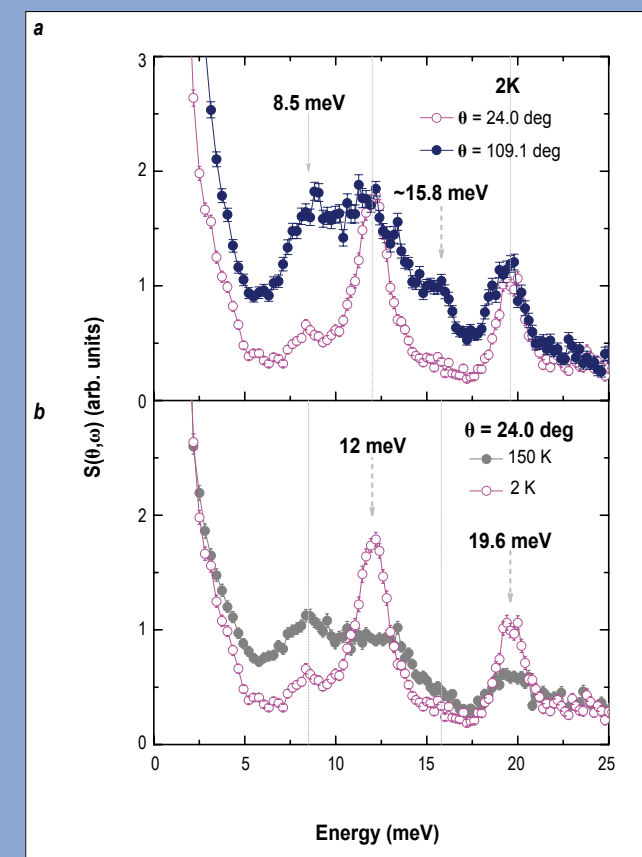 a
3
2K
8.5 meV
θ = 24.0 deg
θ = 109.1 deg
2
~15.8 meV
1
0
S(θ,ω) (arb. units)
b
θ = 24.0 deg
12 meV
150 K
2 K
2
19.6 meV
1
0
0 5 10 15 20 25
Energy (meV)